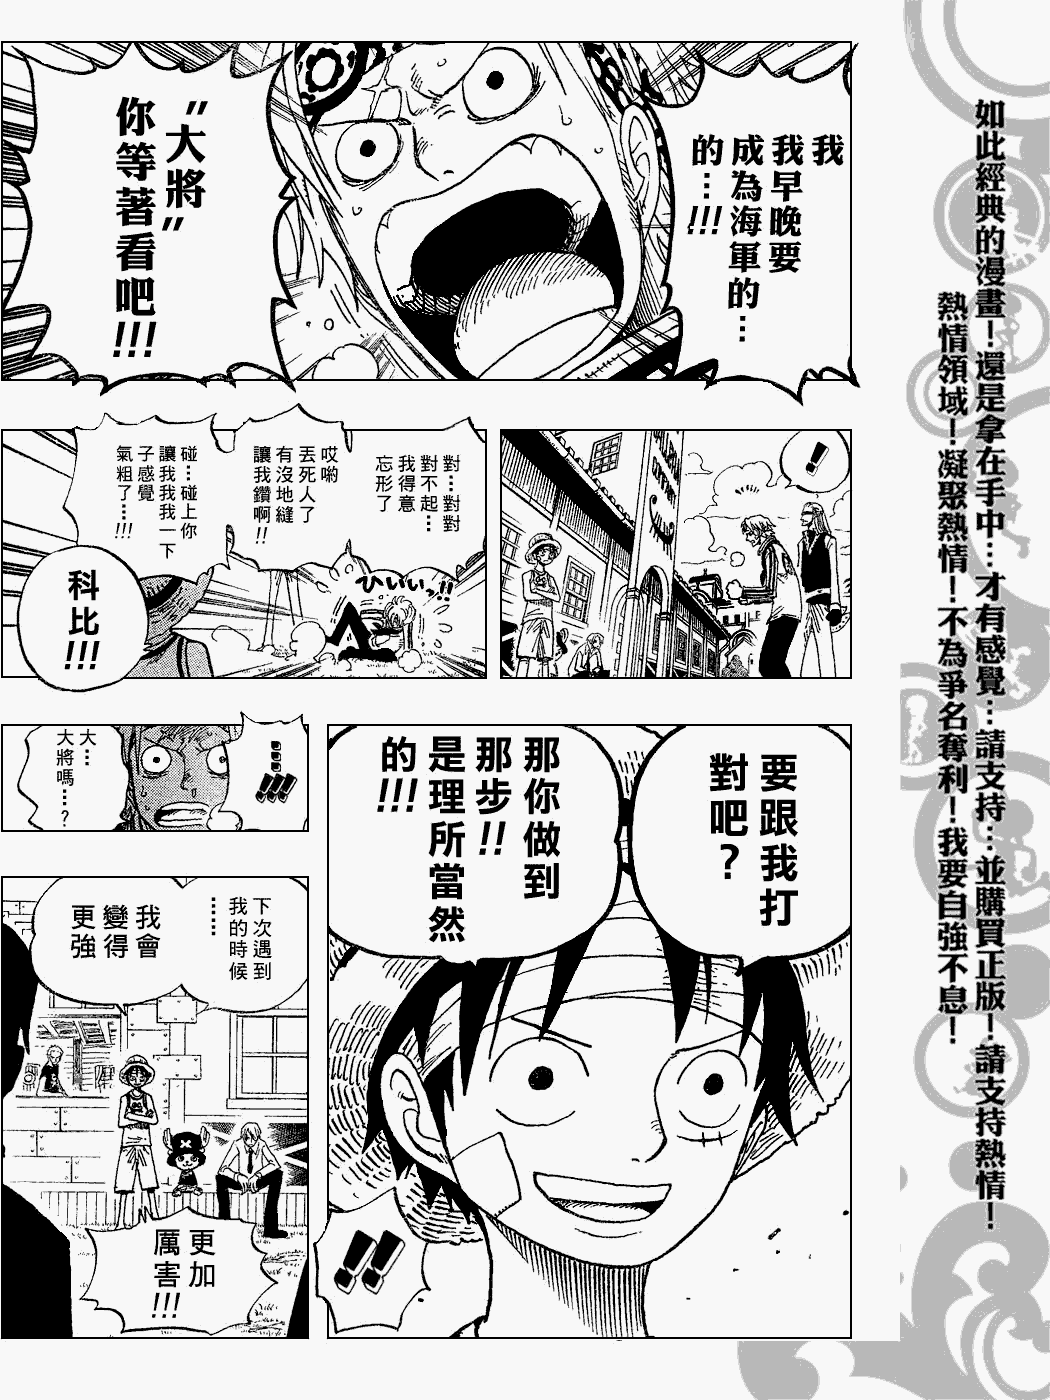 我
我早晚要
成為海軍的…
的…!!!
"大將"
你等著看吧!!!
!
對…對對
對不起…
我得意
忘形了
哎喲
丟死人了
有沒地縫
讓我鑽啊!!
碰…碰上你
讓我我我一下
子感覺
氣粗了…!!!
ひいいっ!!
科比!!!
要跟我打
對吧？
那你做到
那步!!
是理所當然
的!!!
!!
…!!!
大…
大將嗎…?
下次遇到
我的時候
……
我會
變得
更強
更加
厲害
!!!
如此經典的漫畫！還是拿在手中…才有感覺…請支持…並購買正版！請支持熱情！
熱情領域！凝聚熱情！不為爭名奪利！我要自強不息！